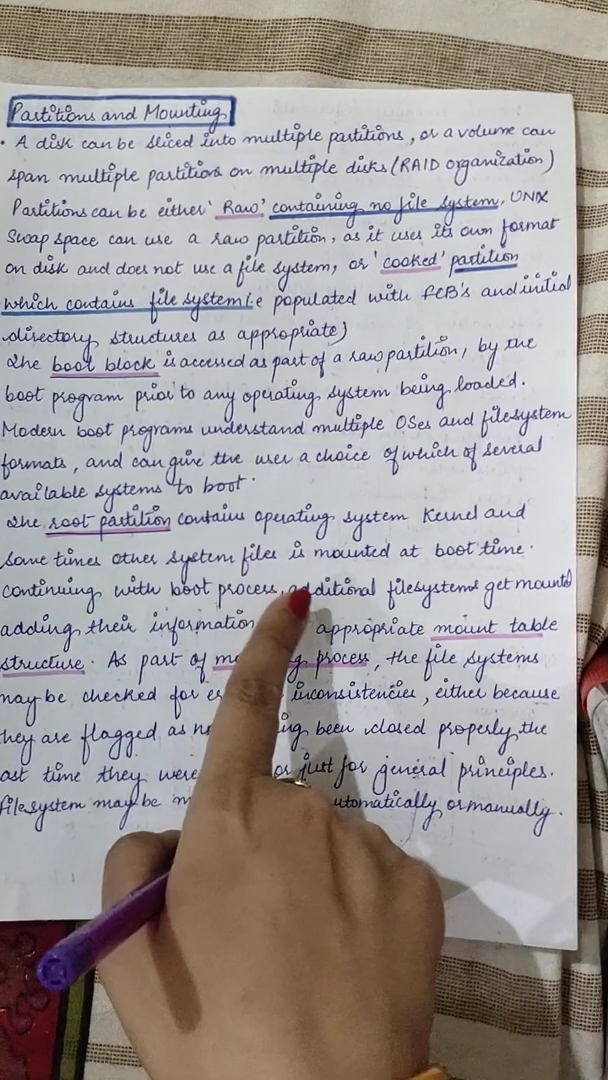 Partitions and Mounting
• A disk can be sliced into multiple partitions, or a volume can
span multiple partitions on multiple disks (RAID organization)
Partitions can be either 'Raw' containing no file system, UNIX
Swap space can use a raw partition, as it uses its own format
on disk and does not use a file system, or 'cooked' partition
which contains file system i.e populated with FCB's and initial
directory structures as appropriate)
The boot block is accessed as part of a raw partition, by the
boot program prior to any operating system being loaded.
Modern boot programs understand multiple OSes and filesystem
formats, and can give the user a choice of which of several
available systems to boot.
The root partition contains operating system Kernel and
Some times other system files is mounted at boot time.
continuing with boot process, additional filesystems get mounted
adding their information appropriate mount table
structure. As part of process, the file systems
may be checked for inconsistencies, either because
they are flagged as been closed properly the
time they were or just for general principles.
filesystem may be automatically or manually.